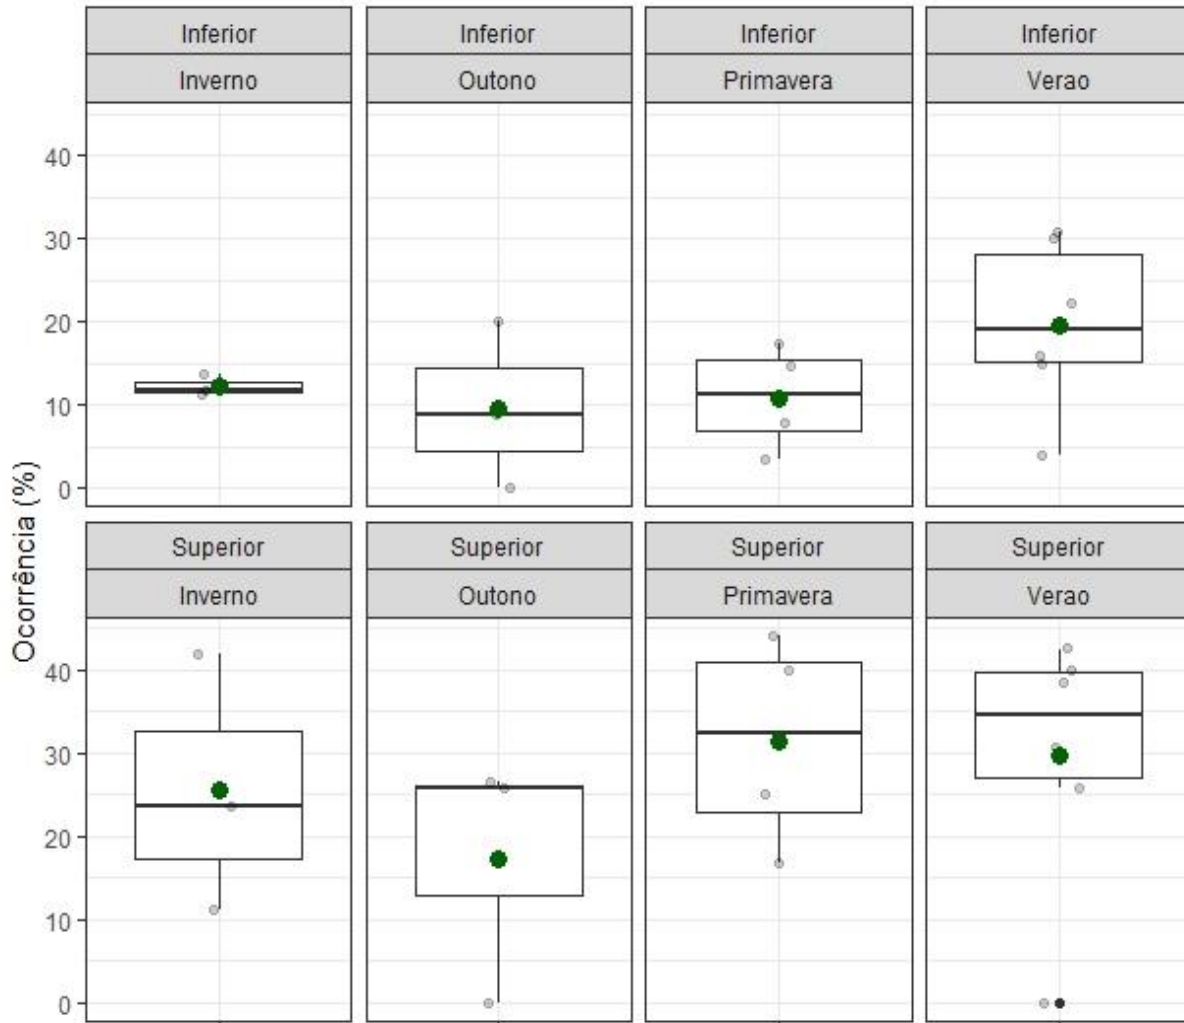 Inferior Inferior Inferior Inferior
Inverno Outono Primavera Verao
40
30
20
10
0
Ocorrência (%)
Superior Superior Superior Superior
Inverno Outono Primavera Verao
40
30
20
10
0